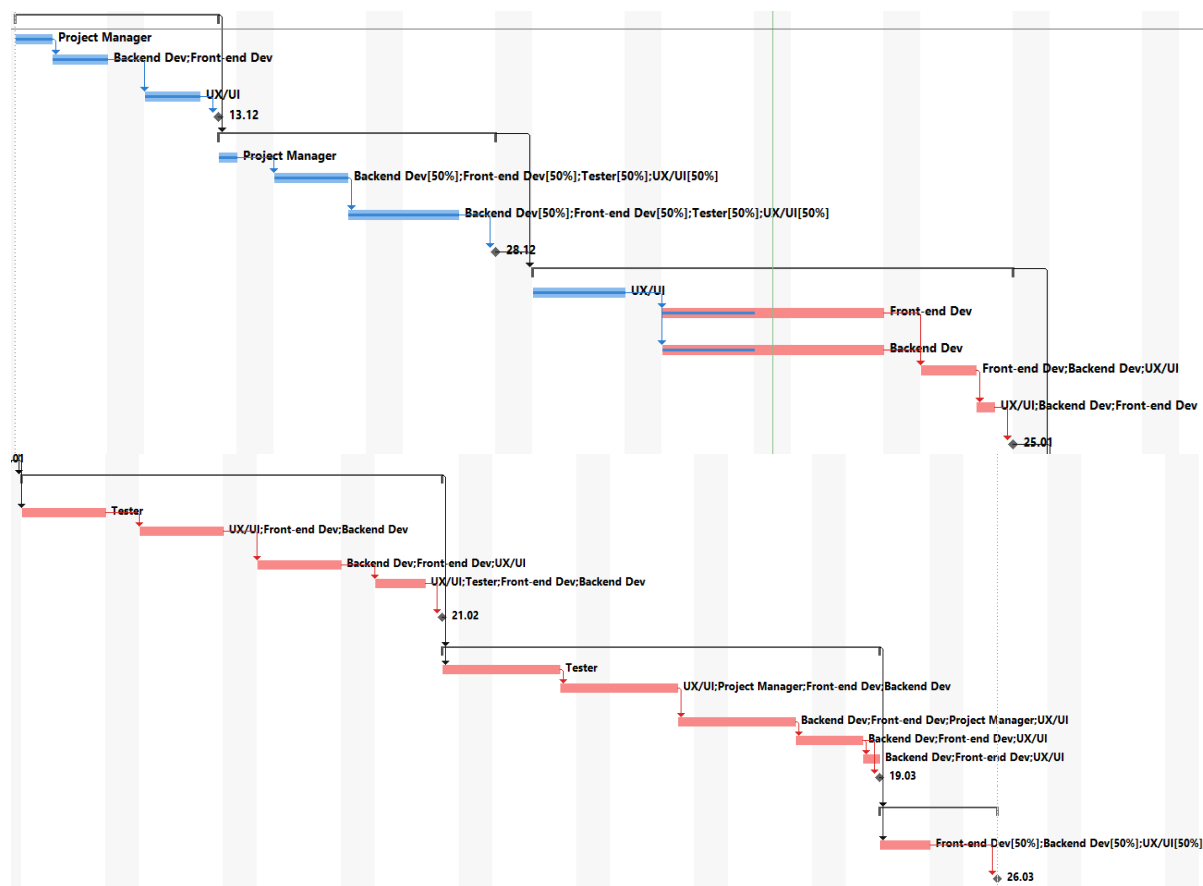 Project Manager
Backend Dev;Front-end Dev
UX/UI
13.12
Project Manager
Backend Dev[50%];Front-end Dev[50%];Tester[50%];UX/UI[50%]
Backend Dev[50%];Front-end Dev[50%];Tester[50%];UX/UI[50%]
28.12
UX/UI
Front-end Dev
Backend Dev
Front-end Dev;Backend Dev;UX/UI
UX/UI;Backend Dev;Front-end Dev
25.01
.01
Tester
UX/UI;Front-end Dev;Backend Dev
Backend Dev;Front-end Dev;UX/UI
UX/UI;Tester;Front-end Dev;Backend Dev
21.02
Tester
UX/UI;Project Manager;Front-end Dev;Backend Dev
Backend Dev;Front-end Dev;Project Manager;UX/UI
Backend Dev;Front-end Dev;UX/UI
Backend Dev;Front-end Dev;UX/UI
19.03
Front-end Dev[50%];Backend Dev[50%];UX/UI[50%]
26.03